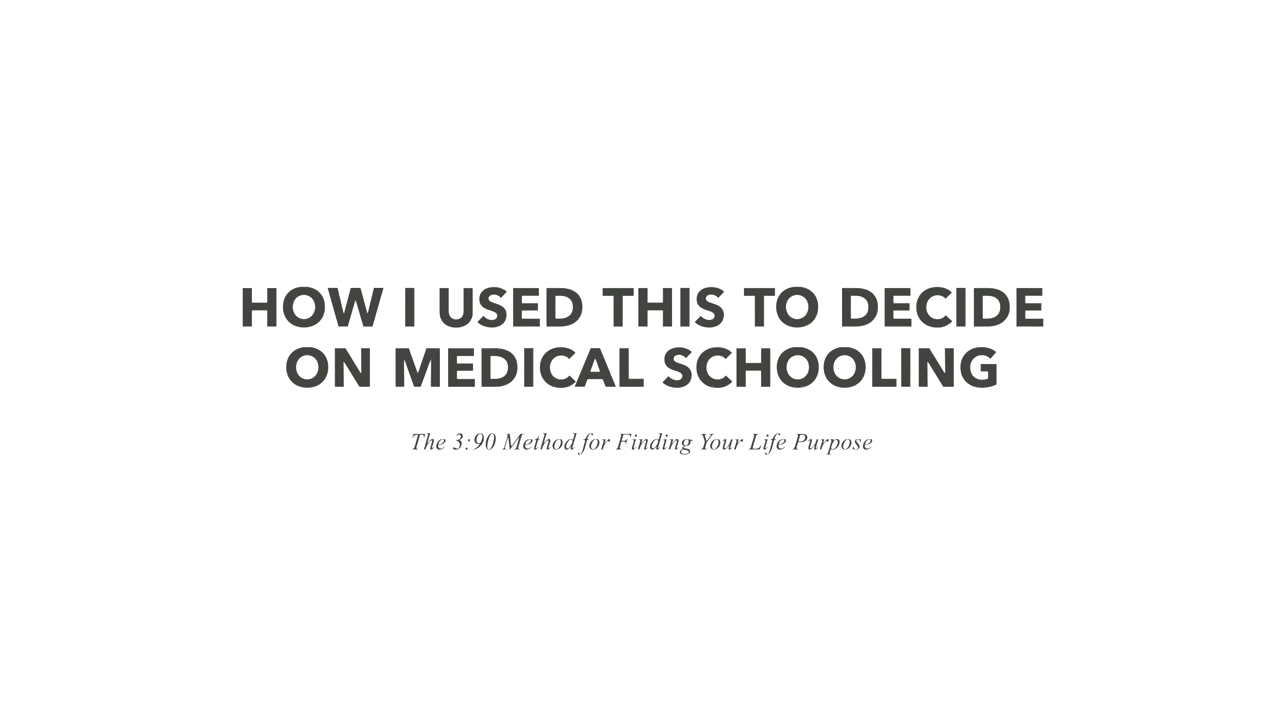 HOW I USED THIS TO DECIDE
ON MEDICAL SCHOOLING
The 3:90 Method for Finding Your Life Purpose